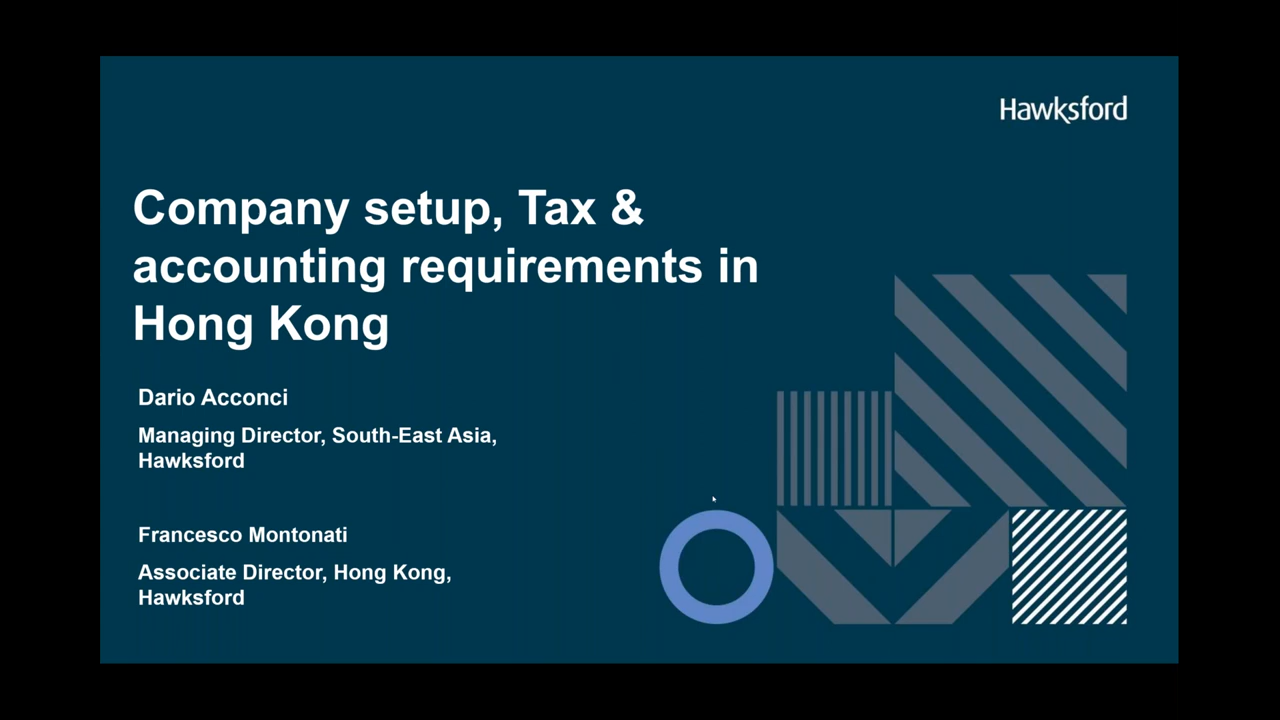 Hawksford
Company setup, Tax &
accounting requirements in
Hong Kong
Dario Acconci
Managing Director, South-East Asia,
Hawksford
Francesco Montonati
Associate Director, Hong Kong,
Hawksford